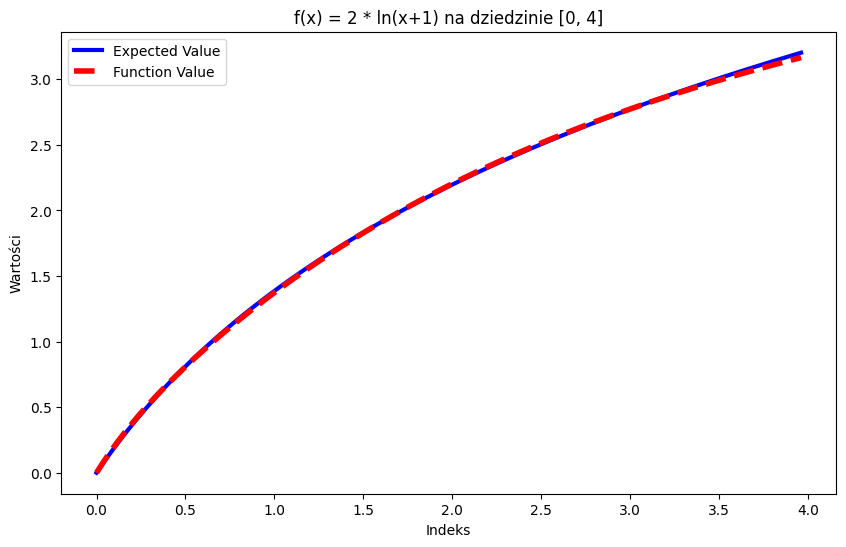 f(x) = 2 * ln(x+1) na dziedzinie [0, 4]
Expected Value
Function Value
Wartości
3.0
2.5
2.0
1.5
1.0
0.5
0.0
0.0 0.5 1.0 1.5 2.0 2.5 3.0 3.5 4.0
Indeks